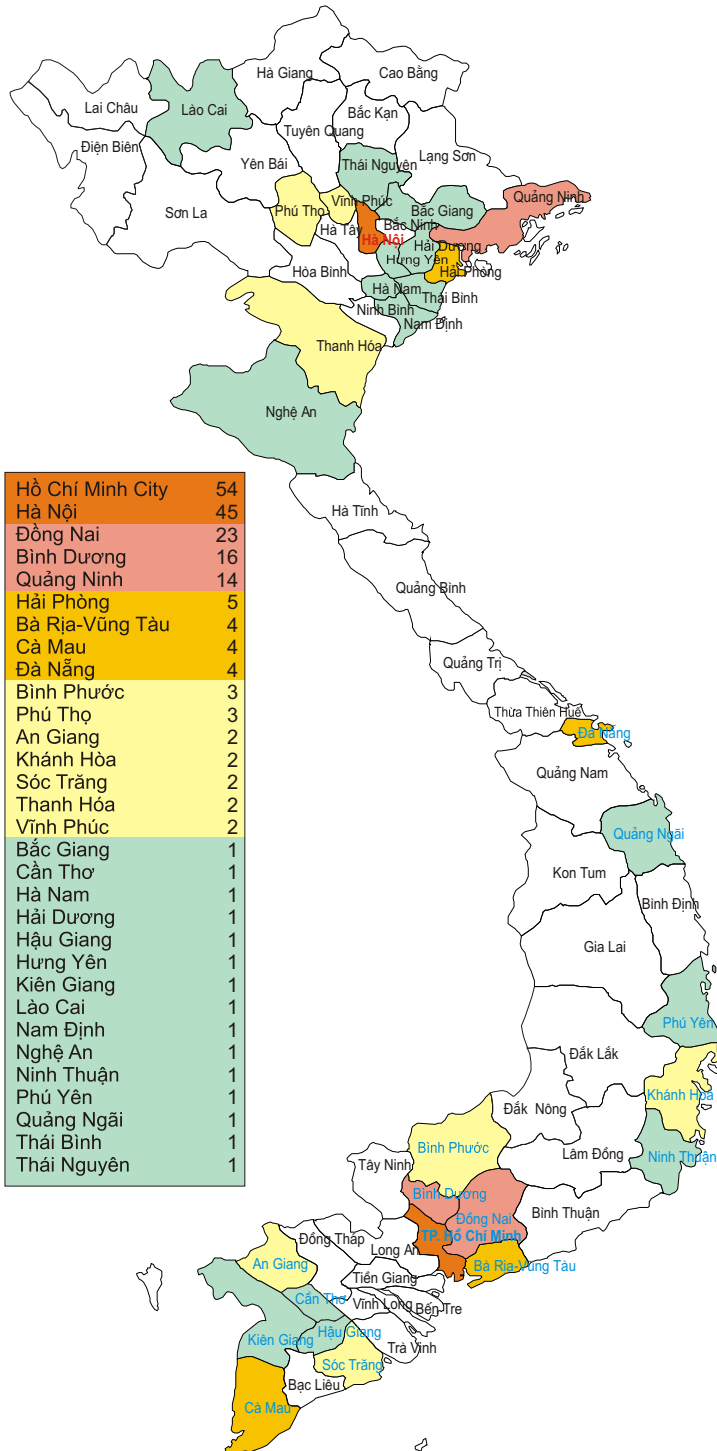 Hà Giang
Cao Bằng
Lai Châu
Lào Cai
Bắc Kạn
Tuyên Quang
Điện Biên
Lạng Sơn
Yên Bái
Thái Nguyên
Quảng Ninh
Sơn La
Phú Thọ
Vĩnh Phúc
Bắc Giang
Bắc Ninh
Hà Tây
Hà Nội
Hải Dương
Hưng Yên
Hòa Bình
Hải Phòng
Hà Nam
Thái Bình
Ninh Bình
Nam Định
Thanh Hóa
Nghệ An
Hồ Chí Minh City 54
Hà Nội 45
Đồng Nai 23
Bình Dương 16
Quảng Ninh 14
Hải Phòng 5
Bà Rịa-Vũng Tàu 4
Cà Mau 4
Đà Nẵng 4
Bình Phước 3
Phú Thọ 3
An Giang 2
Khánh Hòa 2
Sóc Trăng 2
Thanh Hóa 2
Vĩnh Phúc 2
Bắc Giang 1
Cần Thơ 1
Hà Nam 1
Hải Dương 1
Hậu Giang 1
Hưng Yên 1
Kiên Giang 1
Lào Cai 1
Nam Định 1
Nghệ An 1
Ninh Thuận 1
Phú Yên 1
Quảng Ngãi 1
Thái Bình 1
Thái Nguyên 1
Hà Tĩnh
Quảng Bình
Quảng Trị
Thừa Thiên Huế
Đà Nẵng
Quảng Nam
Quảng Ngãi
Kon Tum
Bình Định
Gia Lai
Phú Yên
Đắk Lắk
Khánh Hoà
Đắk Nông
Bình Phước
Lâm Đồng
Ninh Thuận
Tây Ninh
Bình Dương
Bình Thuận
Đồng Nai
TP. Hồ Chí Minh
Đồng Tháp
Long An
An Giang
Bà Rịa-Vũng Tàu
Tiền Giang
Cần Thơ
Vĩnh Long
Bến Tre
Kiên Giang
Hậu Giang
Trà Vinh
Sóc Trăng
Bạc Liêu
Cà Mau